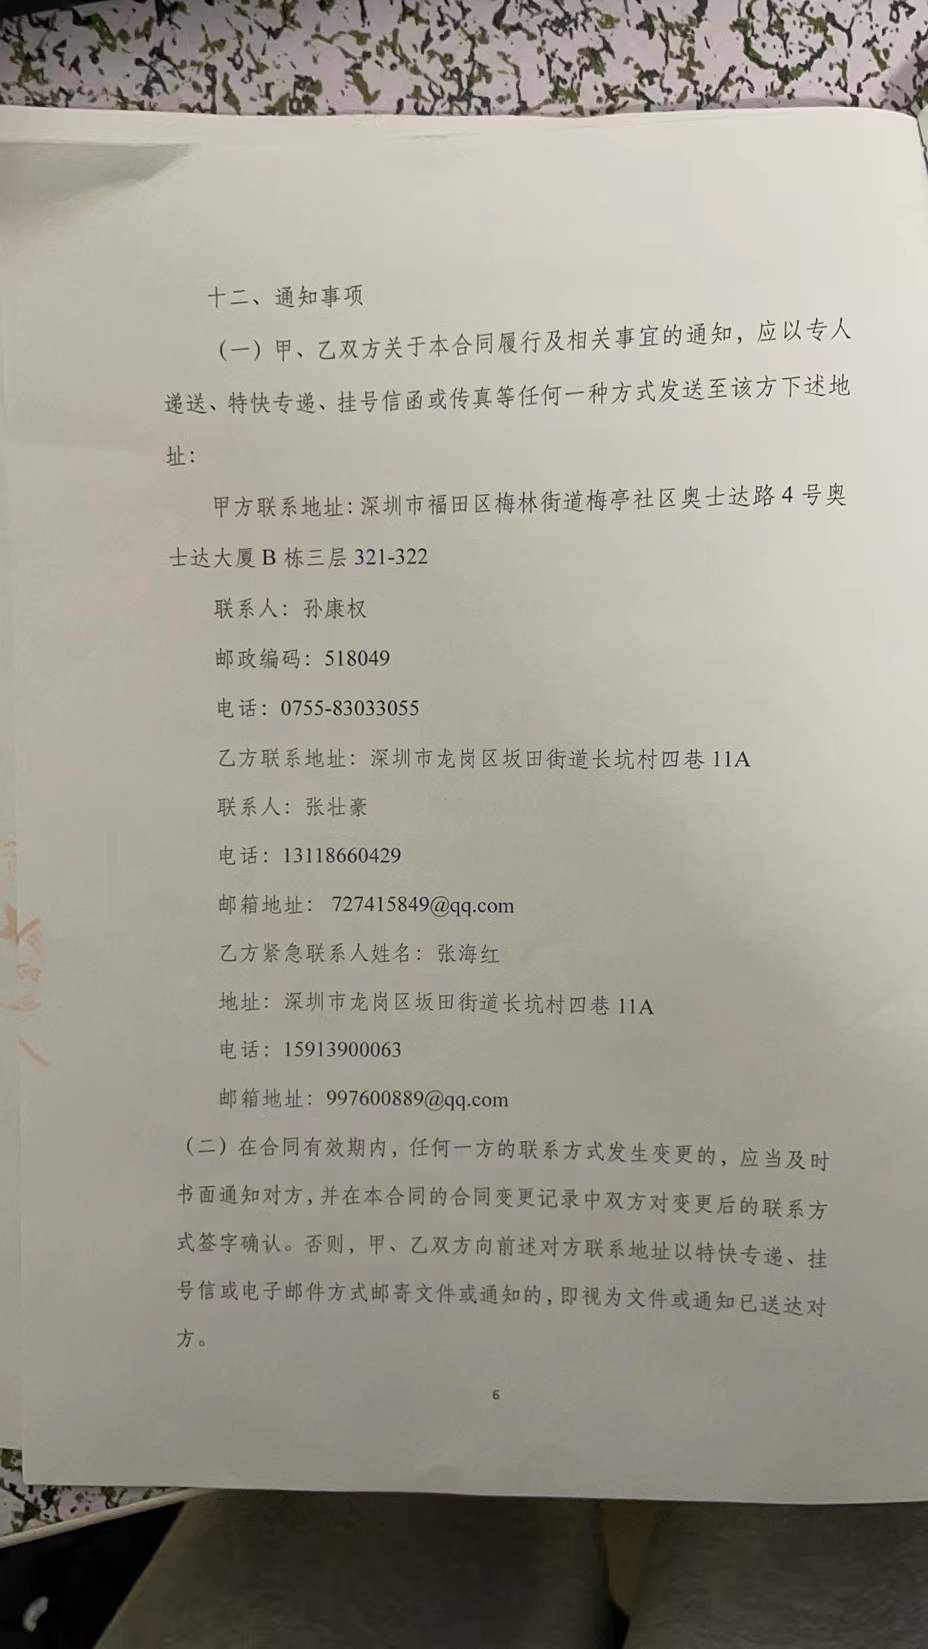 十二、通知事项
（一）甲、乙双方关于本合同履行及相关事宜的通知，应以专人
递送、特快专递、挂号信函或传真等任何一种方式发送至该方下述地
址：
甲方联系地址：深圳市福田区梅林街道梅亭社区奥士达路 4 号奥
士达大厦 B 栋三层 321-322
联系人：孙康权
邮政编码：518049
电话：0755-83033055
乙方联系地址：深圳市龙岗区坂田街道长坑村四巷 11A
联系人：张壮豪
电话：13118660429
邮箱地址： 727415849@qq.com
乙方紧急联系人姓名：张海红
地址：深圳市龙岗区坂田街道长坑村四巷 11A
电话：15913900063
邮箱地址：997600889@qq.com
（二）在合同有效期内，任何一方的联系方式发生变更的，应当及时
书面通知对方，并在本合同的合同变更记录中双方对变更后的联系方
式签字确认。否则，甲、乙双方向前述对方联系地址以特快专递、挂
号信或电子邮件方式邮寄文件或通知的，即视为文件或通知已送达对
方。
6